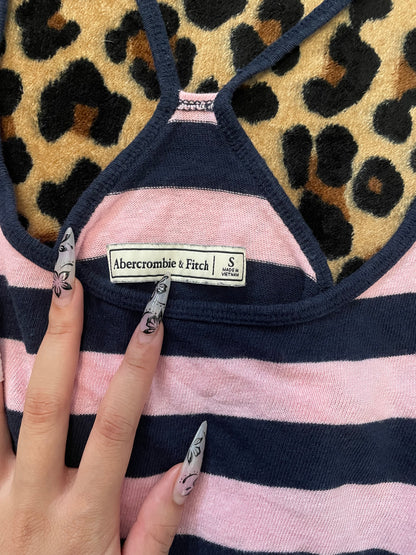 Abercrombie & Fitch
S
MADE IN
VIETNAM